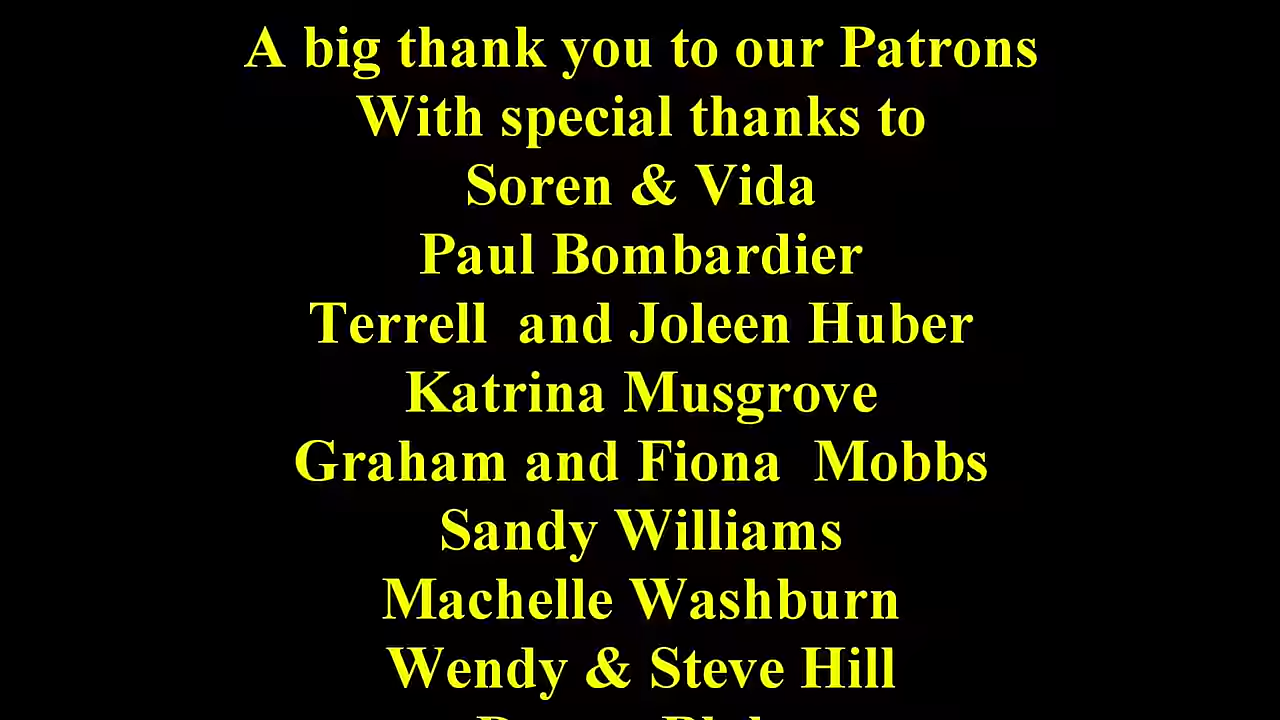 A big thank you to our Patrons
With special thanks to
Soren & Vida
Paul Bombardier
Terrell  and Joleen Huber
Katrina Musgrove
Graham and Fiona  Mobbs
Sandy Williams
Machelle Washburn
Wendy & Steve Hill